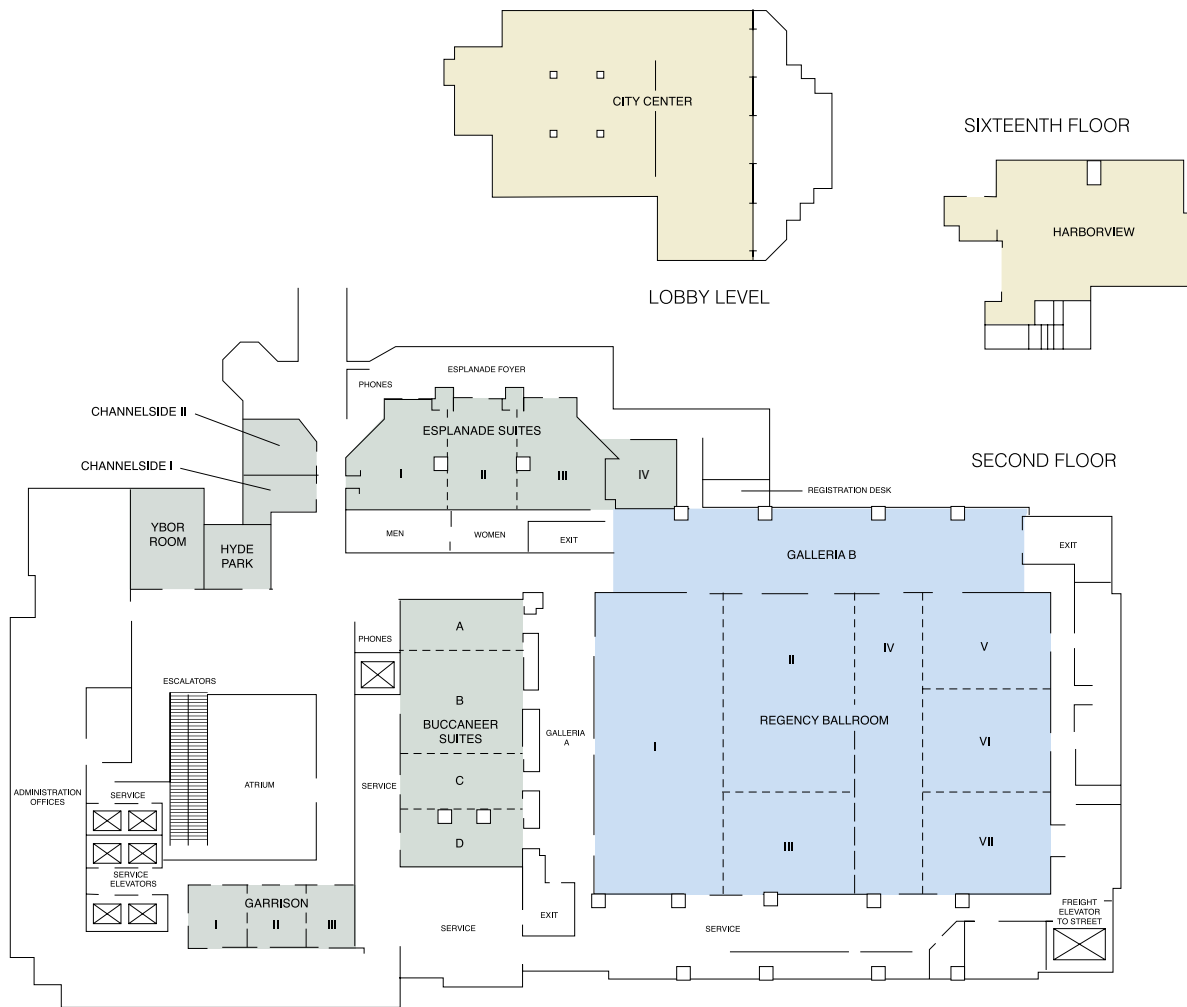 CITY CENTER
LOBBY LEVEL
SIXTEENTH FLOOR
HARBORVIEW
ESPLANADE FOYER
PHONES
CHANNELSIDE II
ESPLANADE SUITES
CHANNELSIDE I
I
II
III
IV
SECOND FLOOR
REGISTRATION DESK
YBOR
ROOM
HYDE
PARK
MEN
WOMEN
EXIT
GALLERIA B
EXIT
PHONES
A
B
BUCCANEER
SUITES
C
D
GALLERIA
A
I
II
III
IV
V
VI
VII
REGENCY BALLROOM
ESCALATORS
ATRIUM
SERVICE
ADMINISTRATION
OFFICES
SERVICE
SERVICE
ELEVATORS
GARRISON
I
II
III
SERVICE
EXIT
SERVICE
FREIGHT
ELEVATOR
TO STREET